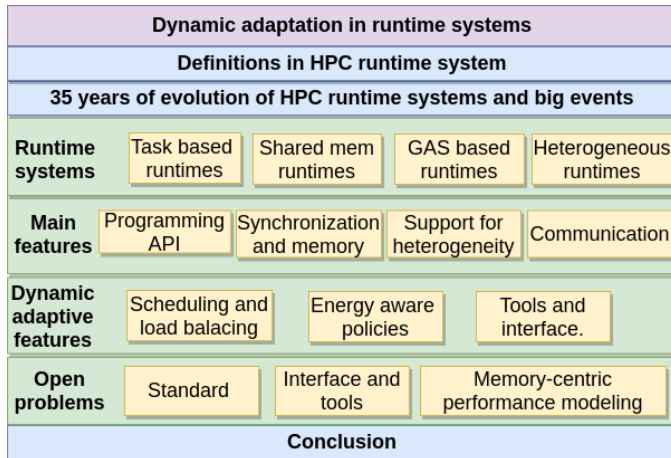 Dynamic adaptation in runtime systems
Definitions in HPC runtime system
35 years of evolution of HPC runtime systems and big events
Runtime
systems
Task based
runtimes
Shared mem
runtimes
GAS based
runtimes
Heterogeneous
runtimes
Main
features
Programming
API
Synchronization
and memory
Support for
heterogeneity
Communication
Dynamic
adaptive
features
Scheduling and
load balacing
Energy aware
policies
Tools and
interface.
Open
problems
Standard
Interface and
tools
Memory-centric
performance modeling
Conclusion